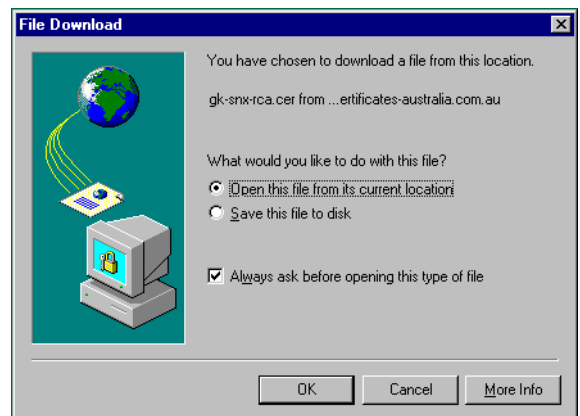 File Download
You have chosen to download a file from this location.
gk-snx-rca.cer from ...ertificates-australia.com.au
What would you like to do with this file?
Open this file from its current location
Save this file to disk
Always ask before opening this type of file
OK Cancel More Info